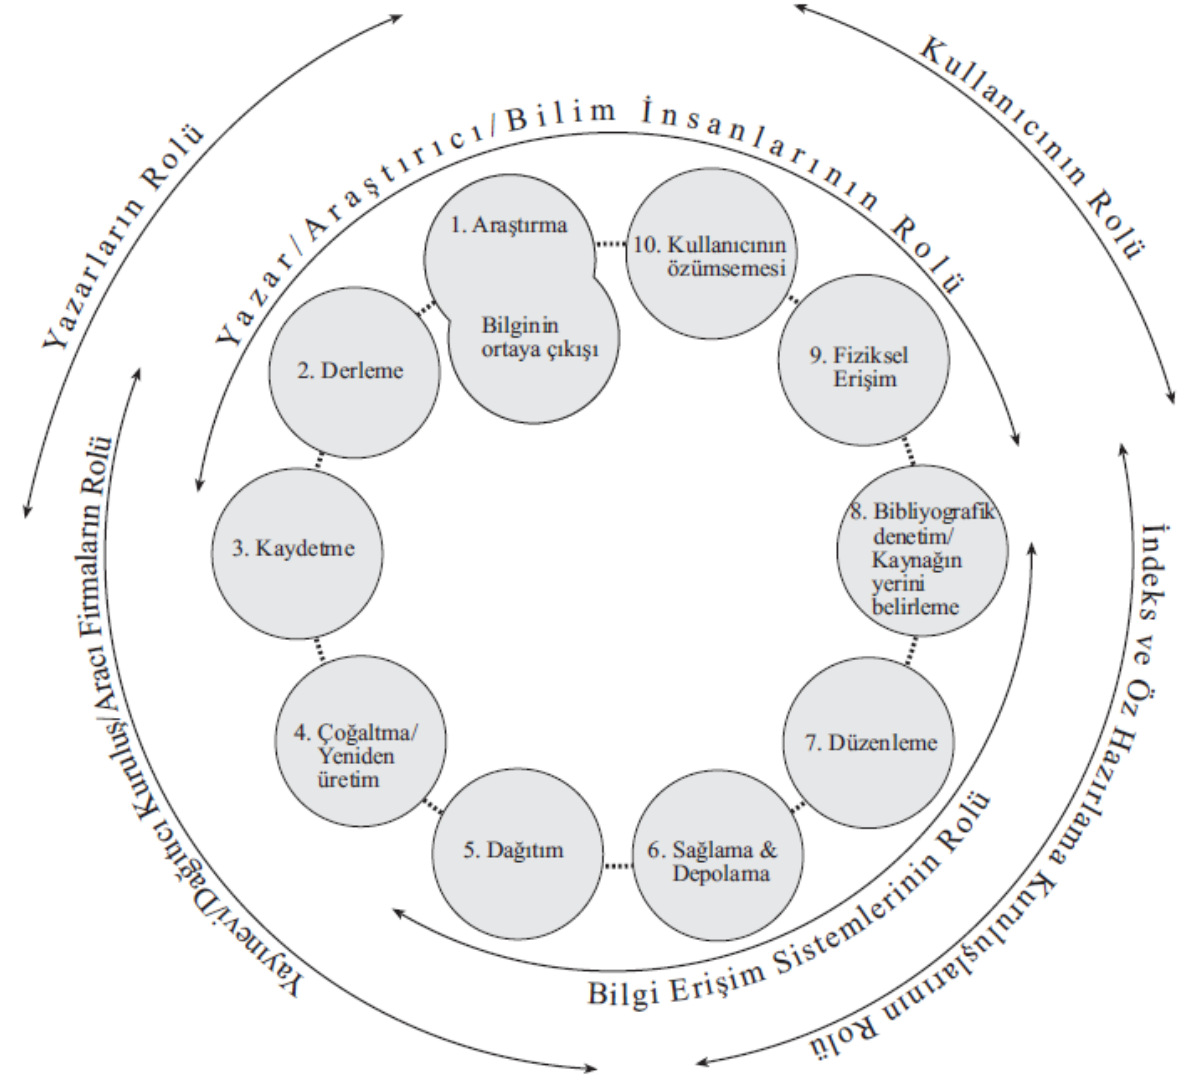 Yazarların Rolü
Kullanıcının Rolü
Yazar/Araştırıcı/Bilim İnsanlarının Rolü
1. Araştırma
Bilginin
ortaya çıkışı
2. Derleme
3. Kaydetme
4. Çoğaltma/
Yeniden
üretim
5. Dağıtım
6. Sağlama &
Depolama
7. Düzenleme
8. Bibliyografik
denetim/
Kaynağın
yerini
belirleme
9. Fiziksel
Erişim
10. Kullanıcının
özümsemesi
Yayınevi/Dağıtıcı Kuruluş/Aracı Firmaların Rolü
Bilgi Erişim Sistemlerinin Rolü
İndeks ve Öz Hazırlama Kuruluşlarının Rolü